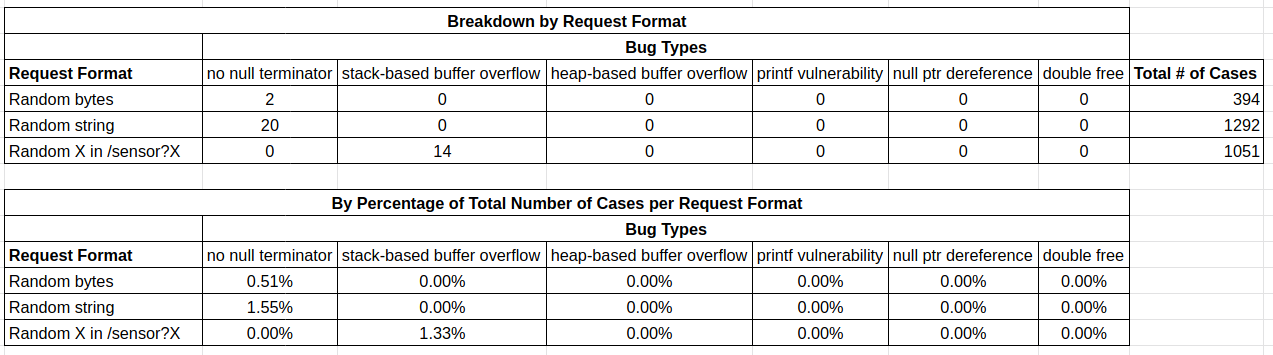 Breakdown by Request Format
Bug Types
Request Format no null terminator stack-based buffer overflow heap-based buffer overflow printf vulnerability null ptr dereference double free Total # of Cases
Random bytes 2 0 0 0 0 0 394
Random string 20 0 0 0 0 0 1292
Random X in /sensor?X 0 14 0 0 0 0 1051
By Percentage of Total Number of Cases per Request Format
Bug Types
Request Format no null terminator stack-based buffer overflow heap-based buffer overflow printf vulnerability null ptr dereference double free
Random bytes 0.51% 0.00% 0.00% 0.00% 0.00% 0.00%
Random string 1.55% 0.00% 0.00% 0.00% 0.00% 0.00%
Random X in /sensor?X 0.00% 1.33% 0.00% 0.00% 0.00% 0.00%